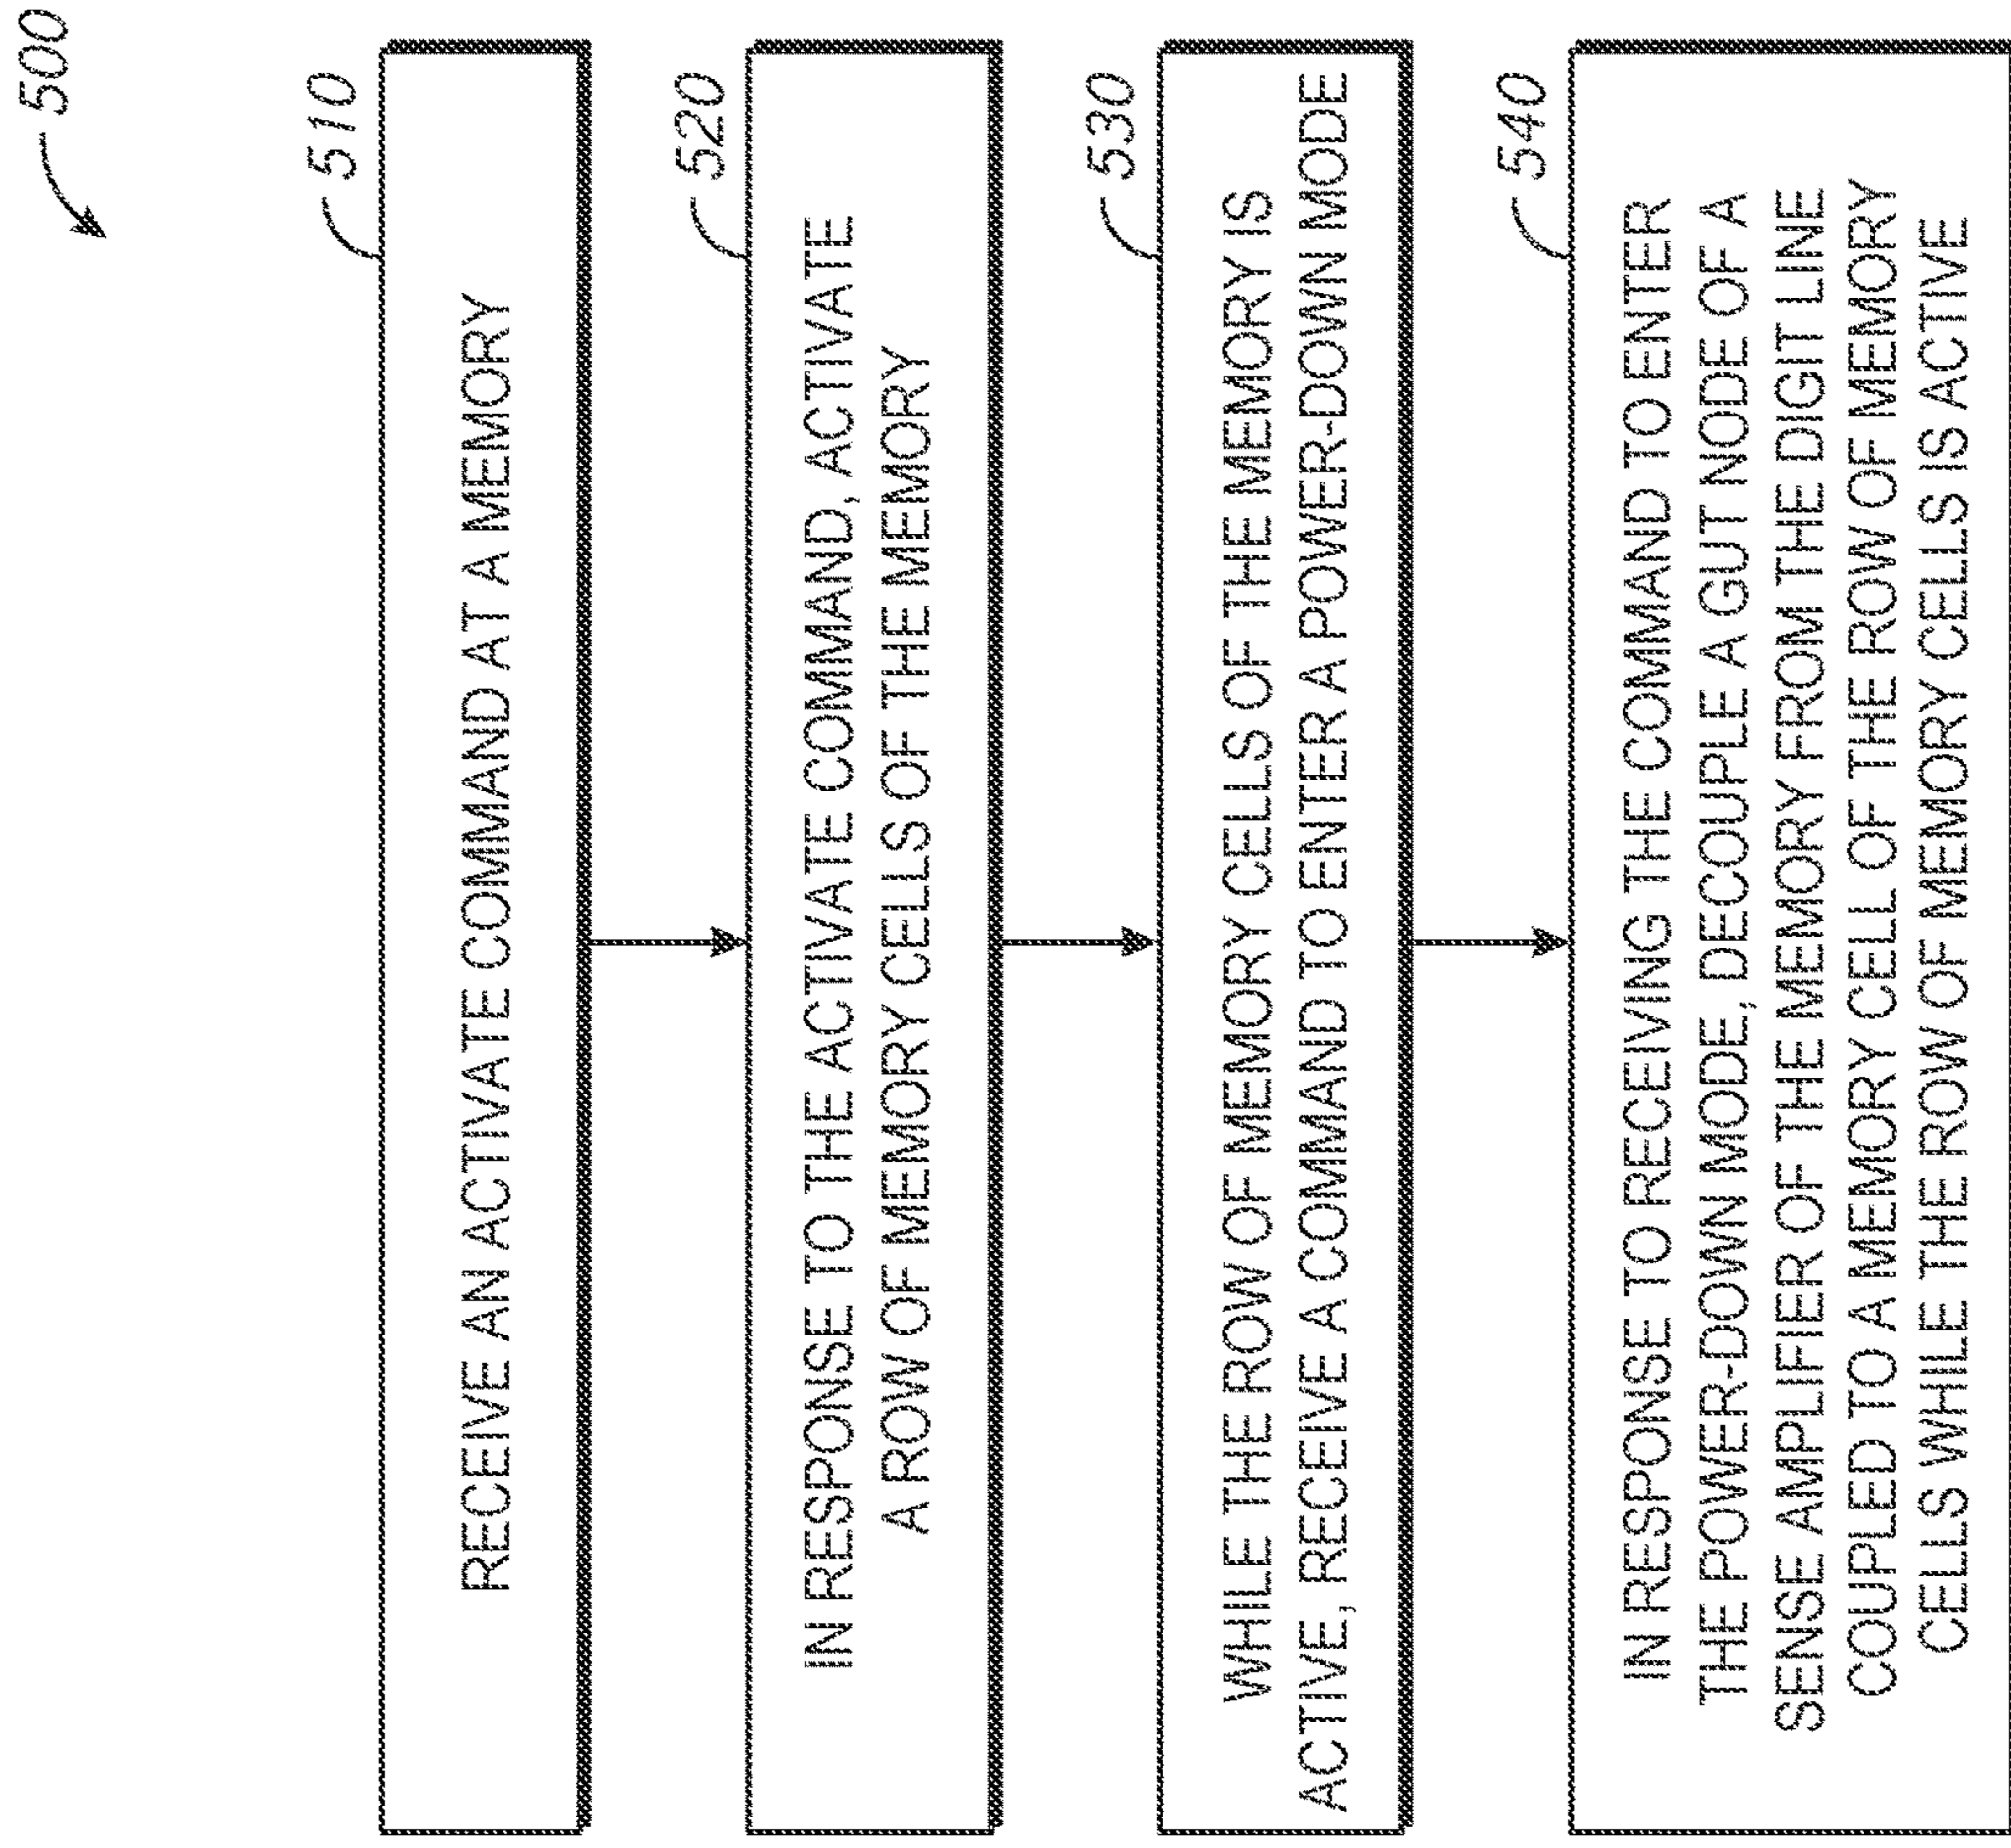 500
510
RECEIVE AN ACTIVATE COMMAND AT A MEMORY
520
IN RESPONSE TO THE ACTIVATE COMMAND, ACTIVATE
A ROW OF MEMORY CELLS OF THE MEMORY
530
WHILE THE ROW OF MEMORY CELLS OF THE MEMORY IS
ACTIVE, RECEIVE A COMMAND TO ENTER A POWER-DOWN MODE
540
IN RESPONSE TO RECEIVING THE COMMAND TO ENTER
THE POWER-DOWN MODE, DECOUPLE A GUT NODE OF A
SENSE AMPLIFIER OF THE MEMORY FROM THE DIGIT LINE
COUPLED TO A MEMORY CELL OF THE ROW OF MEMORY
CELLS WHILE THE ROW OF MEMORY CELLS IS ACTIVE